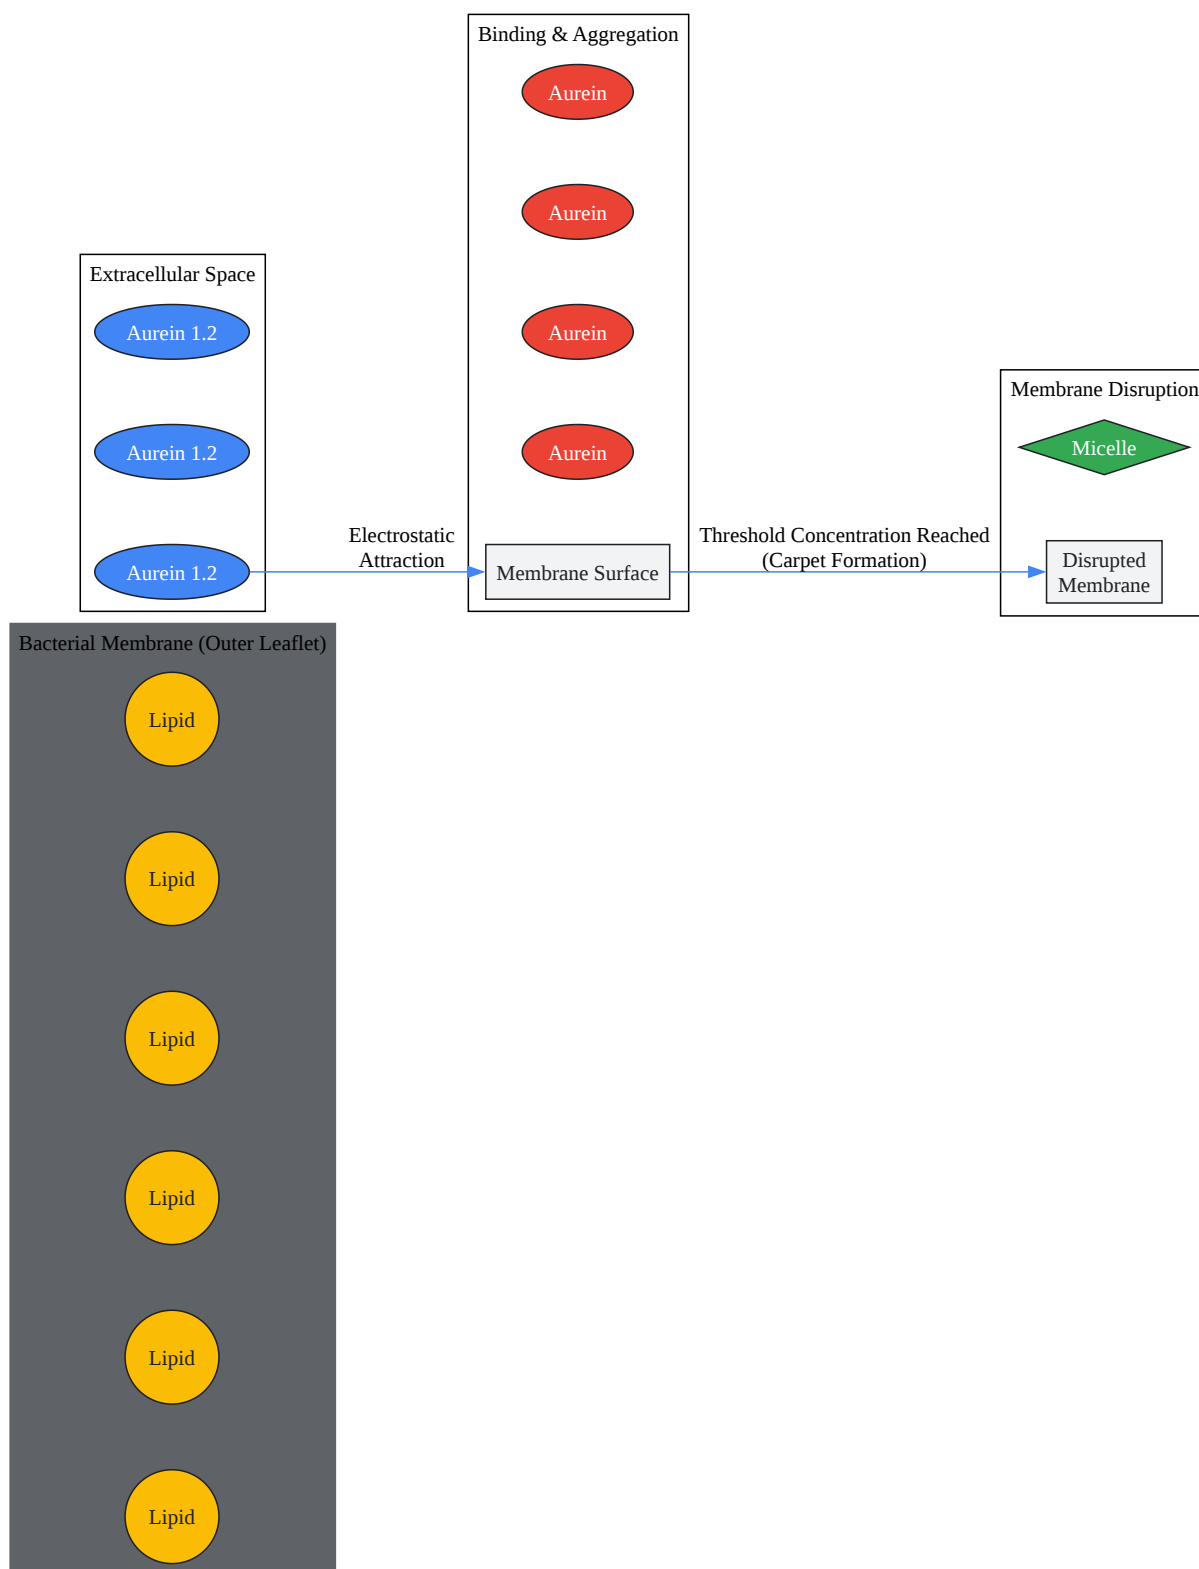 Binding & Aggregation
Aurein
Aurein
Aurein
Aurein
Membrane Surface
Extracellular Space
Aurein 1.2
Aurein 1.2
Aurein 1.2
Electrostatic
Attraction
Threshold Concentration Reached
(Carpet Formation)
Membrane Disruption
Micelle
Disrupted
Membrane
Bacterial Membrane (Outer Leaflet)
Lipid
Lipid
Lipid
Lipid
Lipid
Lipid